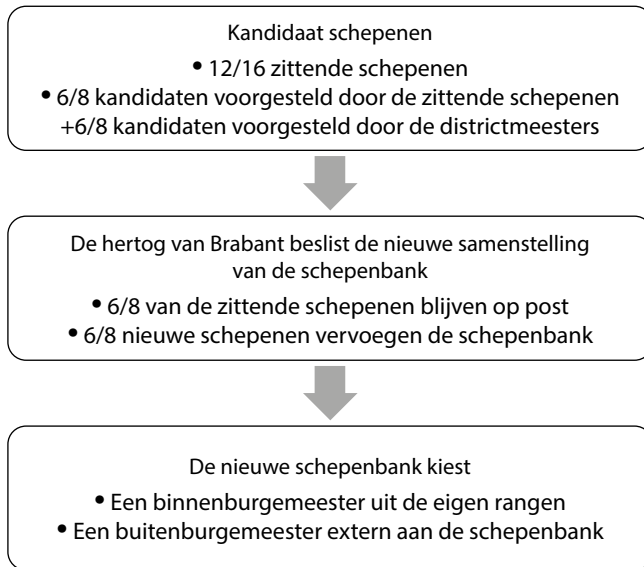 Kandidaat schepenen
• 12/16 zittende schepenen
• 6/8 kandidaten voorgesteld door de zittende schepenen
+6/8 kandidaten voorgesteld door de districtmeesters
De hertog van Brabant beslist de nieuwe samenstelling
van de schepenbank
• 6/8 van de zittende schepenen blijven op post
• 6/8 nieuwe schepenen vervoegen de schepenbank
De nieuwe schepenbank kiest
• Een binnenburgemeester uit de eigen rangen
• Een buitenburgemeester extern aan de schepenbank